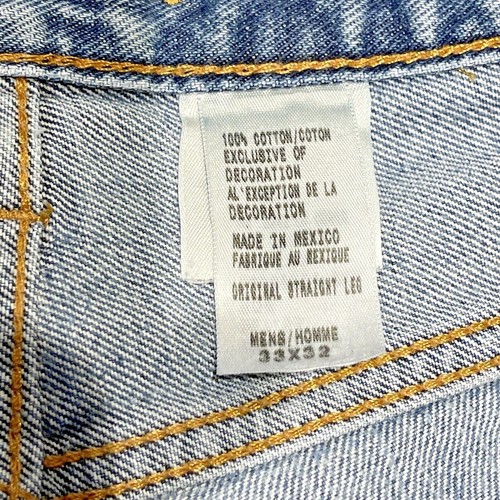 100% COTTON/COTON
EXCLUSIVE OF
DECORATION
AL'EXCEPTION DE LA
DECORATION
MADE IN MEXICO
FABRIQUE AU MEXIQUE
ORIGINAL STRAIGHT LEG
MENS/HOMME
33X32